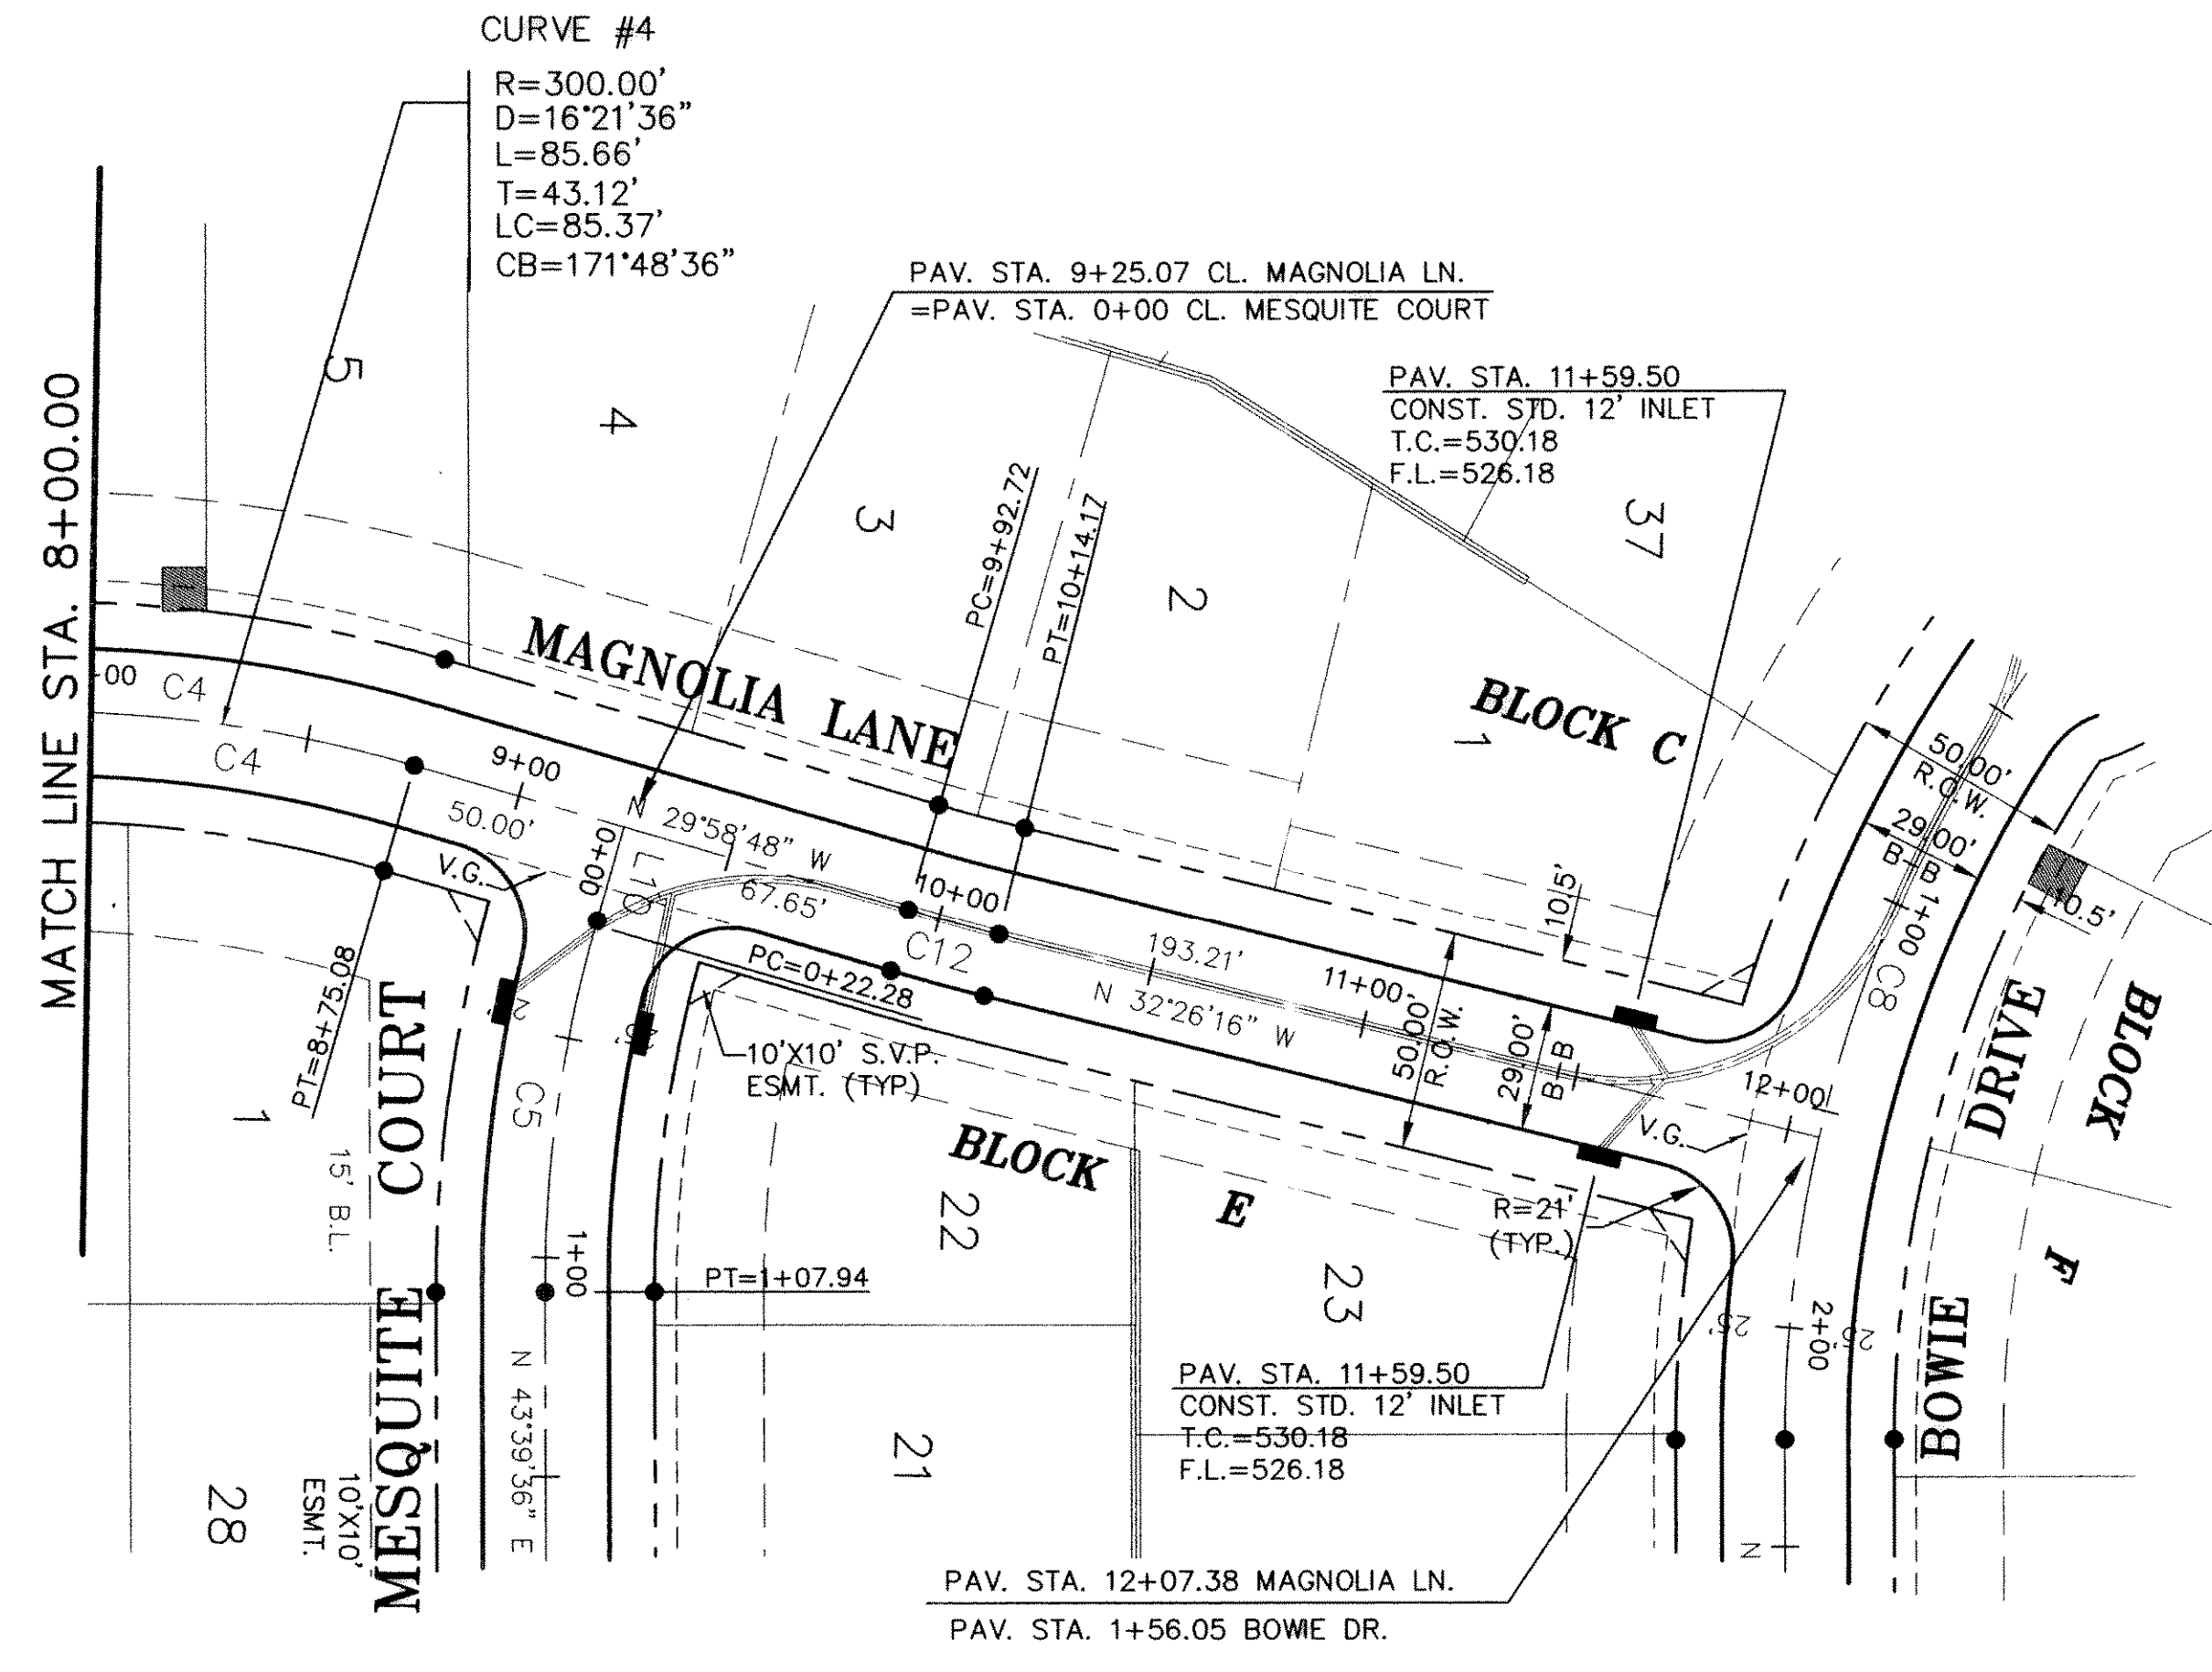 CURVE #4
R=300.00'
D=16°21'36"
L=85.66'
T=43.12'
LC=85.37'
CB=171°48'36"
PAV. STA. 9+25.07 CL. MAGNOLIA LN.
=PAV. STA. 0+00 CL. MESQUITE COURT
PAV. STA. 11+59.50
CONST. STD. 12' INLET
T.C.=530.18
F.L.=526.18
MATCH LINE STA. 8+00.00
5
4
3
2
37
1
PC=9+92.72
PT=10+14.17
MAGNOLIA LANE
BLOCK C
-00
C4
C4
9+00
50.00'
N 29°58'48" W
67.65'
0+00
L10
V.G.
10+00
C12
193.21'
N 32°26'16" W
11+00
10.5'
50.00'
R.O.W.
29.00'
B-B
50.00'
R.O.W.
29.00'
B-B
1+00
C8
10.5'
12+00
V.G.
PC=0+22.28
10'X10' S.V.P.
ESMT. (TYP.)
PT=8+75.08
1
15' B.L.
C5
25'
1+00
PT=1+07.94
N 43°39'36" E
MESQUITE COURT
28
10'X10'
ESMT.
BLOCK E
22
21
23
R=21'
(TYP.)
PAV. STA. 11+59.50
CONST. STD. 12' INLET
T.C.=530.18
F.L.=526.18
25'
25'
2+00
N
BOWIE DRIVE
BLOCK F
PAV. STA. 12+07.38 MAGNOLIA LN.
PAV. STA. 1+56.05 BOWIE DR.